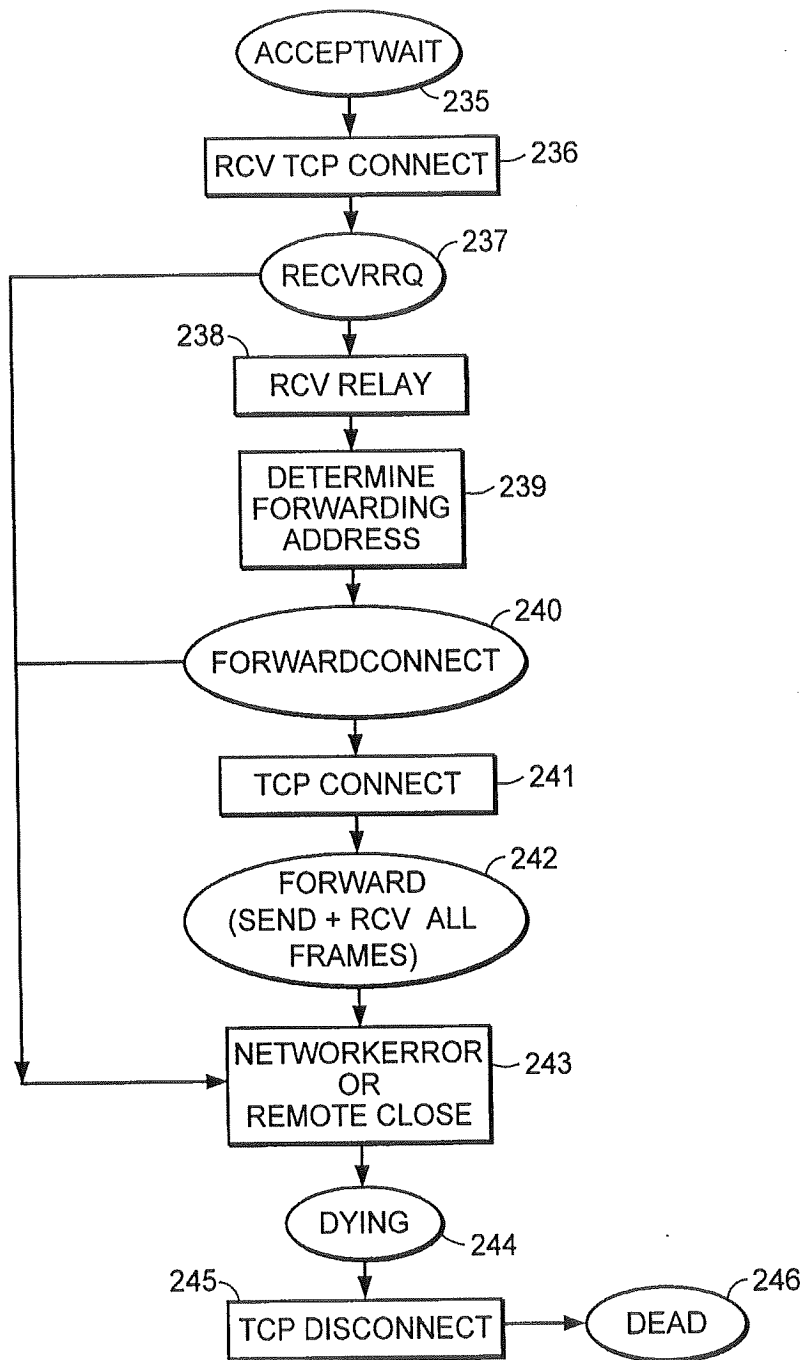 ACCEPTWAIT
235
RCV TCP CONNECT
236
237
RECVRRQ
238
RCV RELAY
DETERMINE
FORWARDING
ADDRESS
239
240
FORWARDCONNECT
TCP CONNECT
241
242
FORWARD
(SEND + RCV ALL
FRAMES)
NETWORKERROR
OR
REMOTE CLOSE
243
DYING
244
245
TCP DISCONNECT
246
DEAD